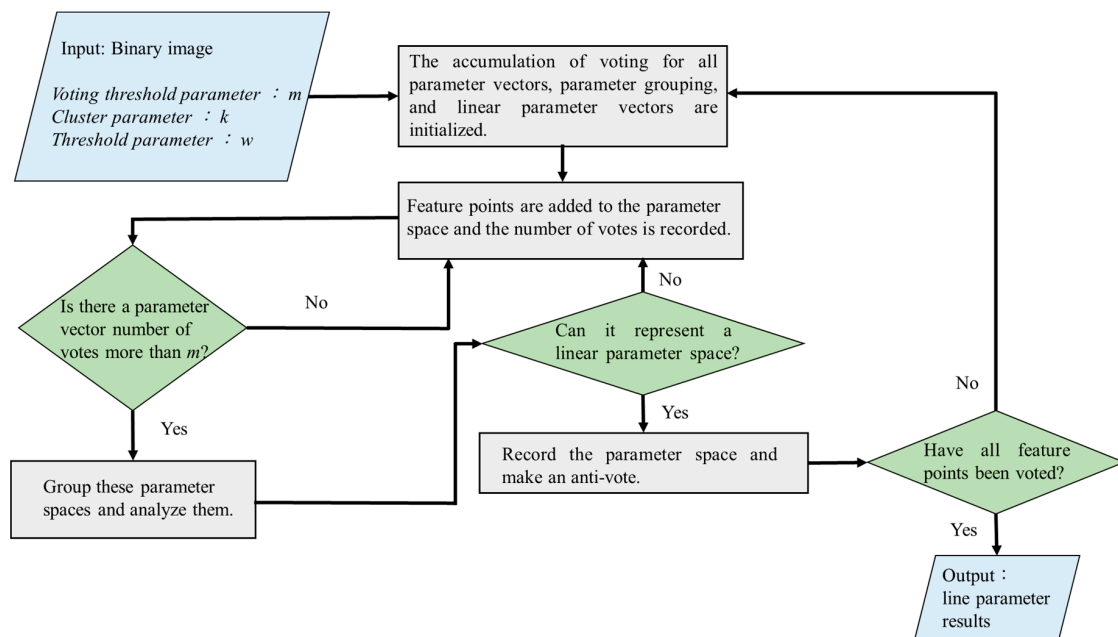 Input: Binary image
Voting threshold parameter：m
Cluster parameter：k
Threshold parameter：w
The accumulation of voting for all
parameter vectors, parameter grouping,
and linear parameter vectors are
initialized.
Feature points are added to the parameter
space and the number of votes is recorded.
Is there a parameter
vector number of
votes more than m?
No
Yes
Group these parameter
spaces and analyze them.
No
Can it represent a
linear parameter space?
Yes
Record the parameter space and
make an anti-vote.
No
Have all feature
points been voted?
Yes
Output：
line parameter
results